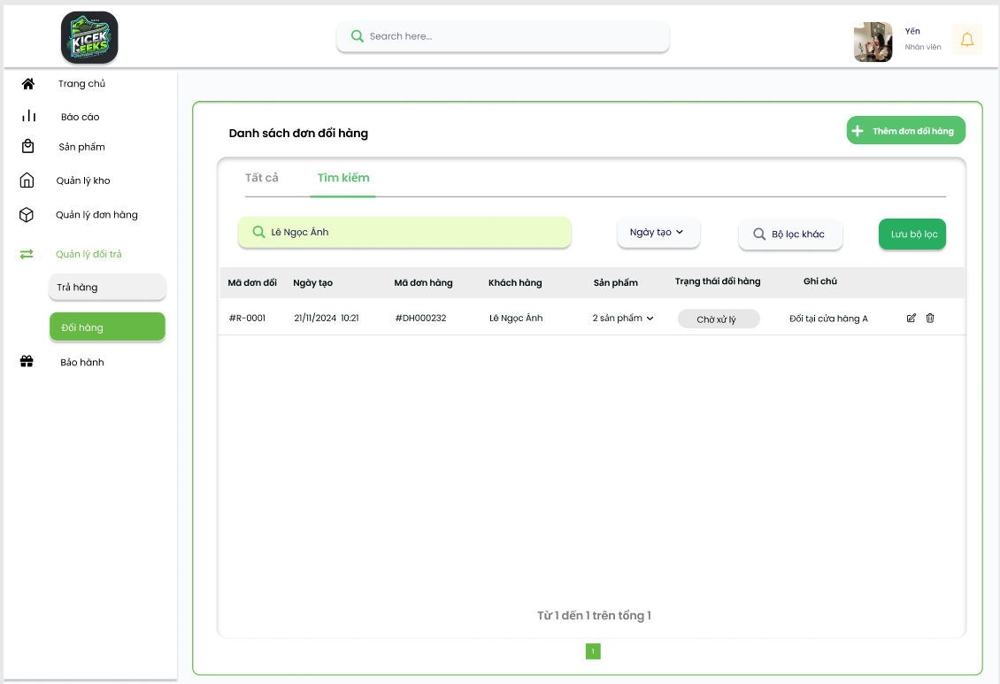 KICEK
GEEKS
Search here...
Yến
Nhân viên
Trang chủ
Báo cáo
Sản phẩm
Quản lý kho
Quản lý đơn hàng
Quản lý đổi trả
Trả hàng
Đổi hàng
Bảo hành
Danh sách đơn đổi hàng
Thêm đơn đổi hàng
Tất cả
Tìm kiếm
Lê Ngọc Ánh
Ngày tạo
Bộ lọc khác
Lưu bộ lọc
Mã đơn đổi Ngày tạo Mã đơn hàng Khách hàng Sản phẩm Trạng thái đổi hàng Ghi chú
#R-0001 21/11/2024 10:21 #DH000232 Lê Ngọc Ánh 2 sản phẩm Chờ xử lý Đổi tại cửa hàng A
Từ 1 đến 1 trên tổng 1
1